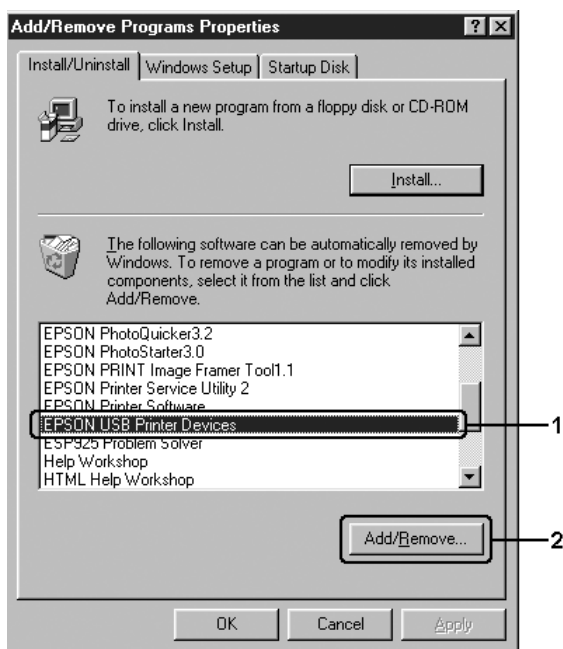 Add/Remove Programs Properties
Install/Uninstall Windows Setup Startup Disk
To install a new program from a floppy disk or CD-ROM
drive, click Install.
Install...
The following software can be automatically removed by
Windows. To remove a program or to modify its installed
components, select it from the list and click
Add/Remove.
EPSON PhotoQuicker3.2
EPSON PhotoStarter3.0
EPSON PRINT Image Framer Tool1.1
EPSON Printer Service Utility 2
EPSON Printer Software
EPSON USB Printer Devices
1
ESP925 Problem Solver
Help Workshop
HTML Help Workshop
Add/Remove...
2
OK Cancel Apply